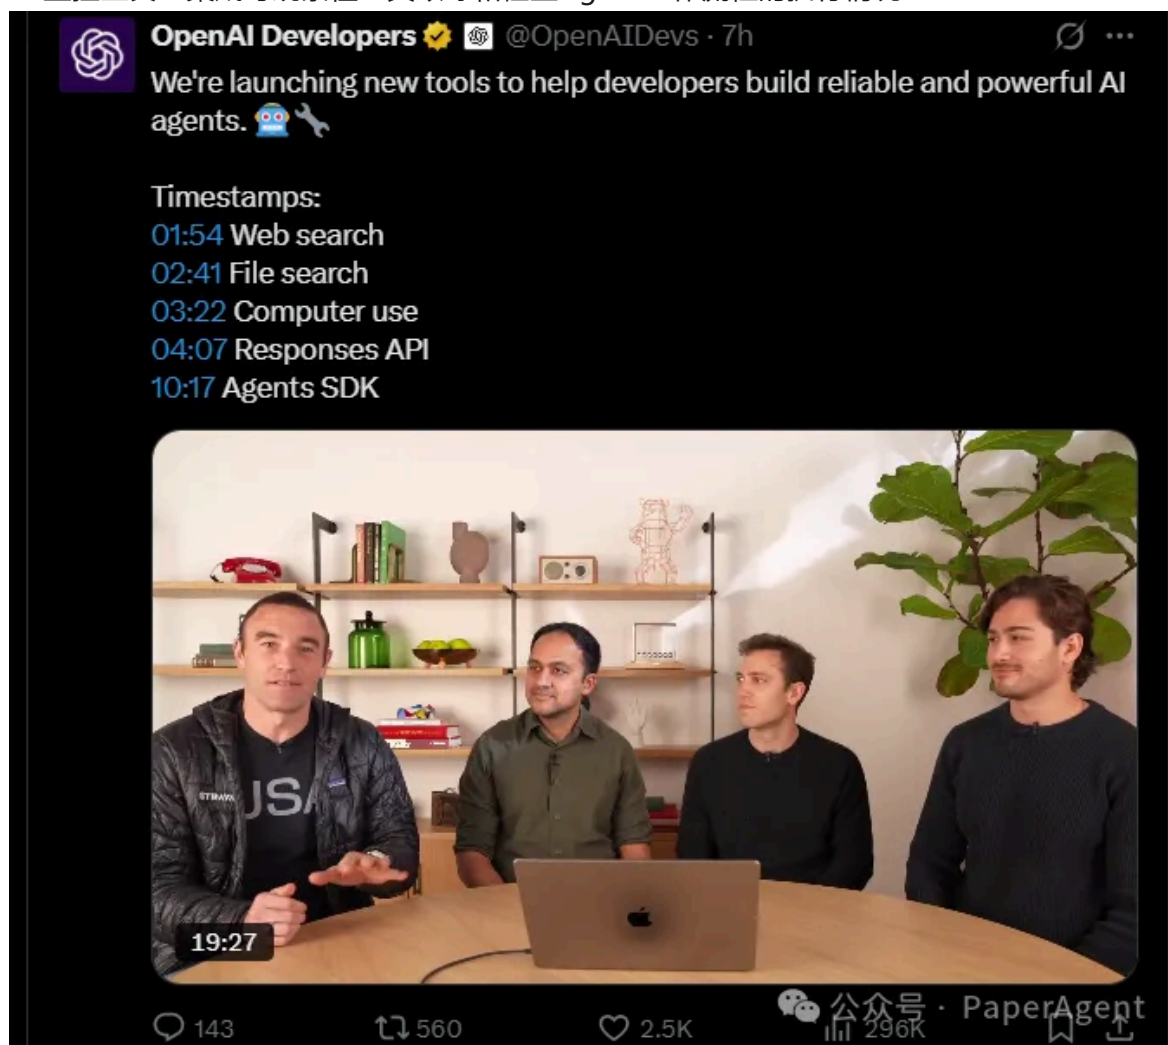 OpenAI Developers @OpenAIDevs · 7h
We're launching new tools to help developers build reliable and powerful AI
agents.
Timestamps:
01:54 Web search
02:41 File search
03:22 Computer use
04:07 Responses API
10:17 Agents SDK
STRAVA
USA
19:27
公众号 · PaperAgent
143 560 2.5K 296K